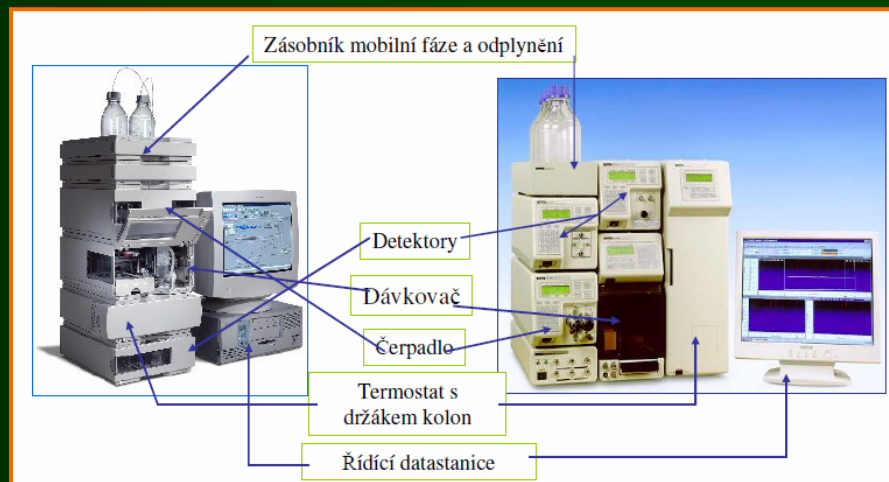 Zásobník mobilní fáze a odplynění
Detektory
Dávkovač
Čerpadlo
Termostat s
držákem kolon
Řídící datastanice